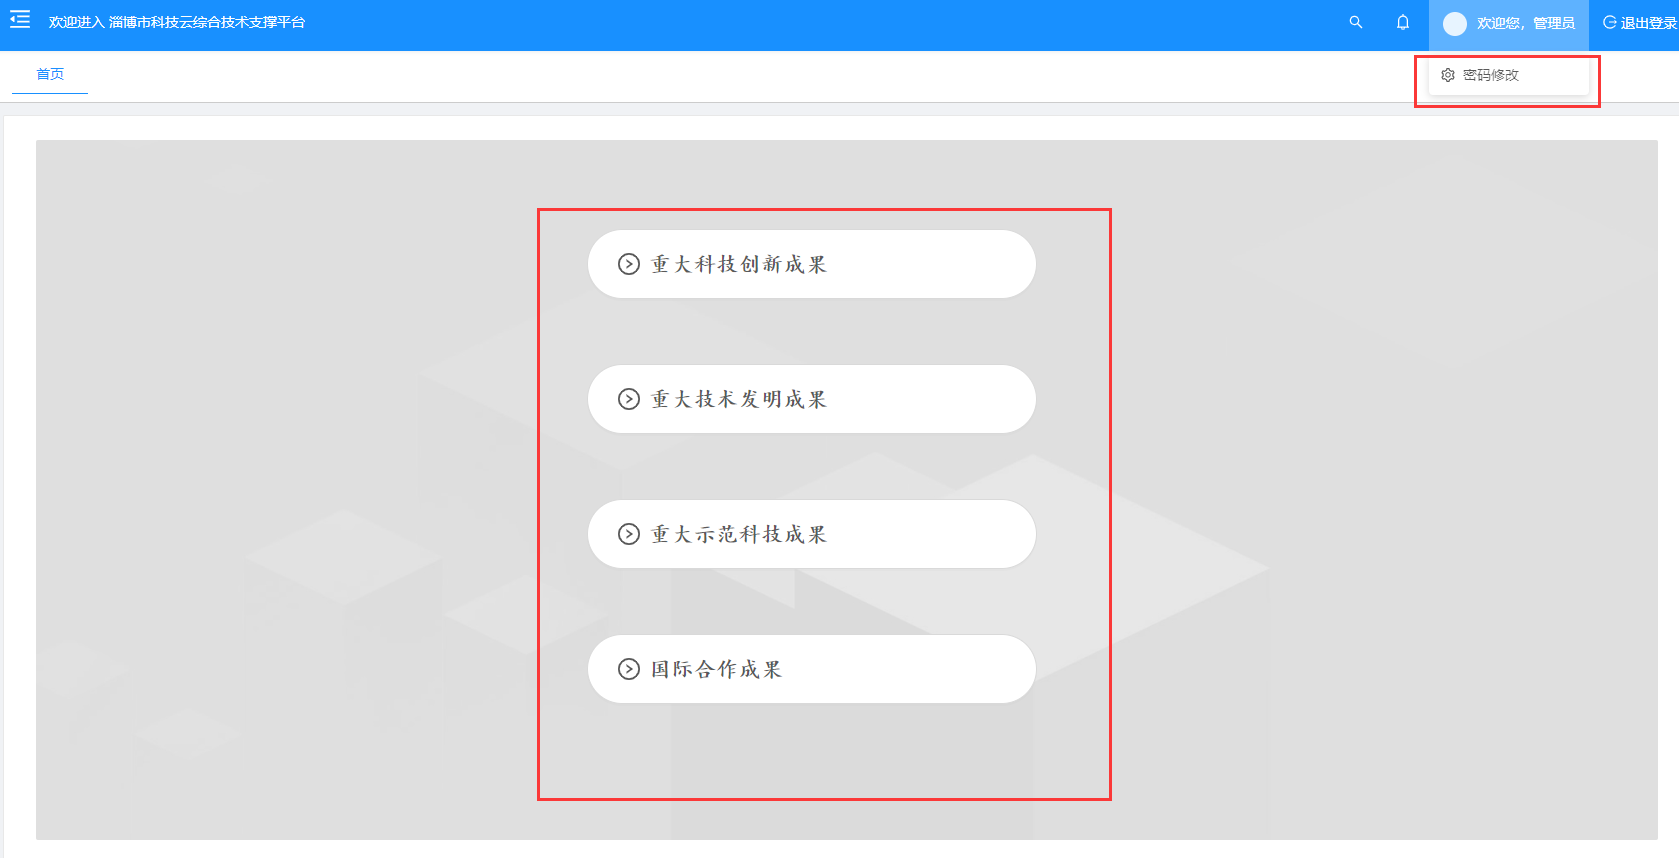 欢迎进入 淄博市科技云综合技术支撑平台
欢迎您，管理员
退出登录
首页
密码修改
重大科技创新成果
重大技术发明成果
重大示范科技成果
国际合作成果